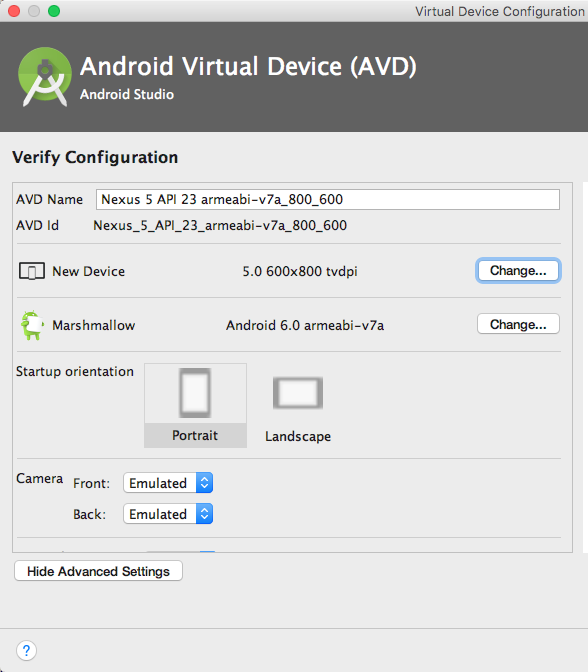 Virtual Device Configuration
Android Virtual Device (AVD)
Android Studio
Verify Configuration
AVD Name Nexus 5 API 23 armeabi-v7a_800_600
AVD Id Nexus_5_API_23_armeabi-v7a_800_600
New Device 5.0 600x800 tvdpi Change...
Marshmallow Android 6.0 armeabi-v7a Change...
Startup orientation
Portrait Landscape
Camera Front: Emulated
Back: Emulated
Hide Advanced Settings
?